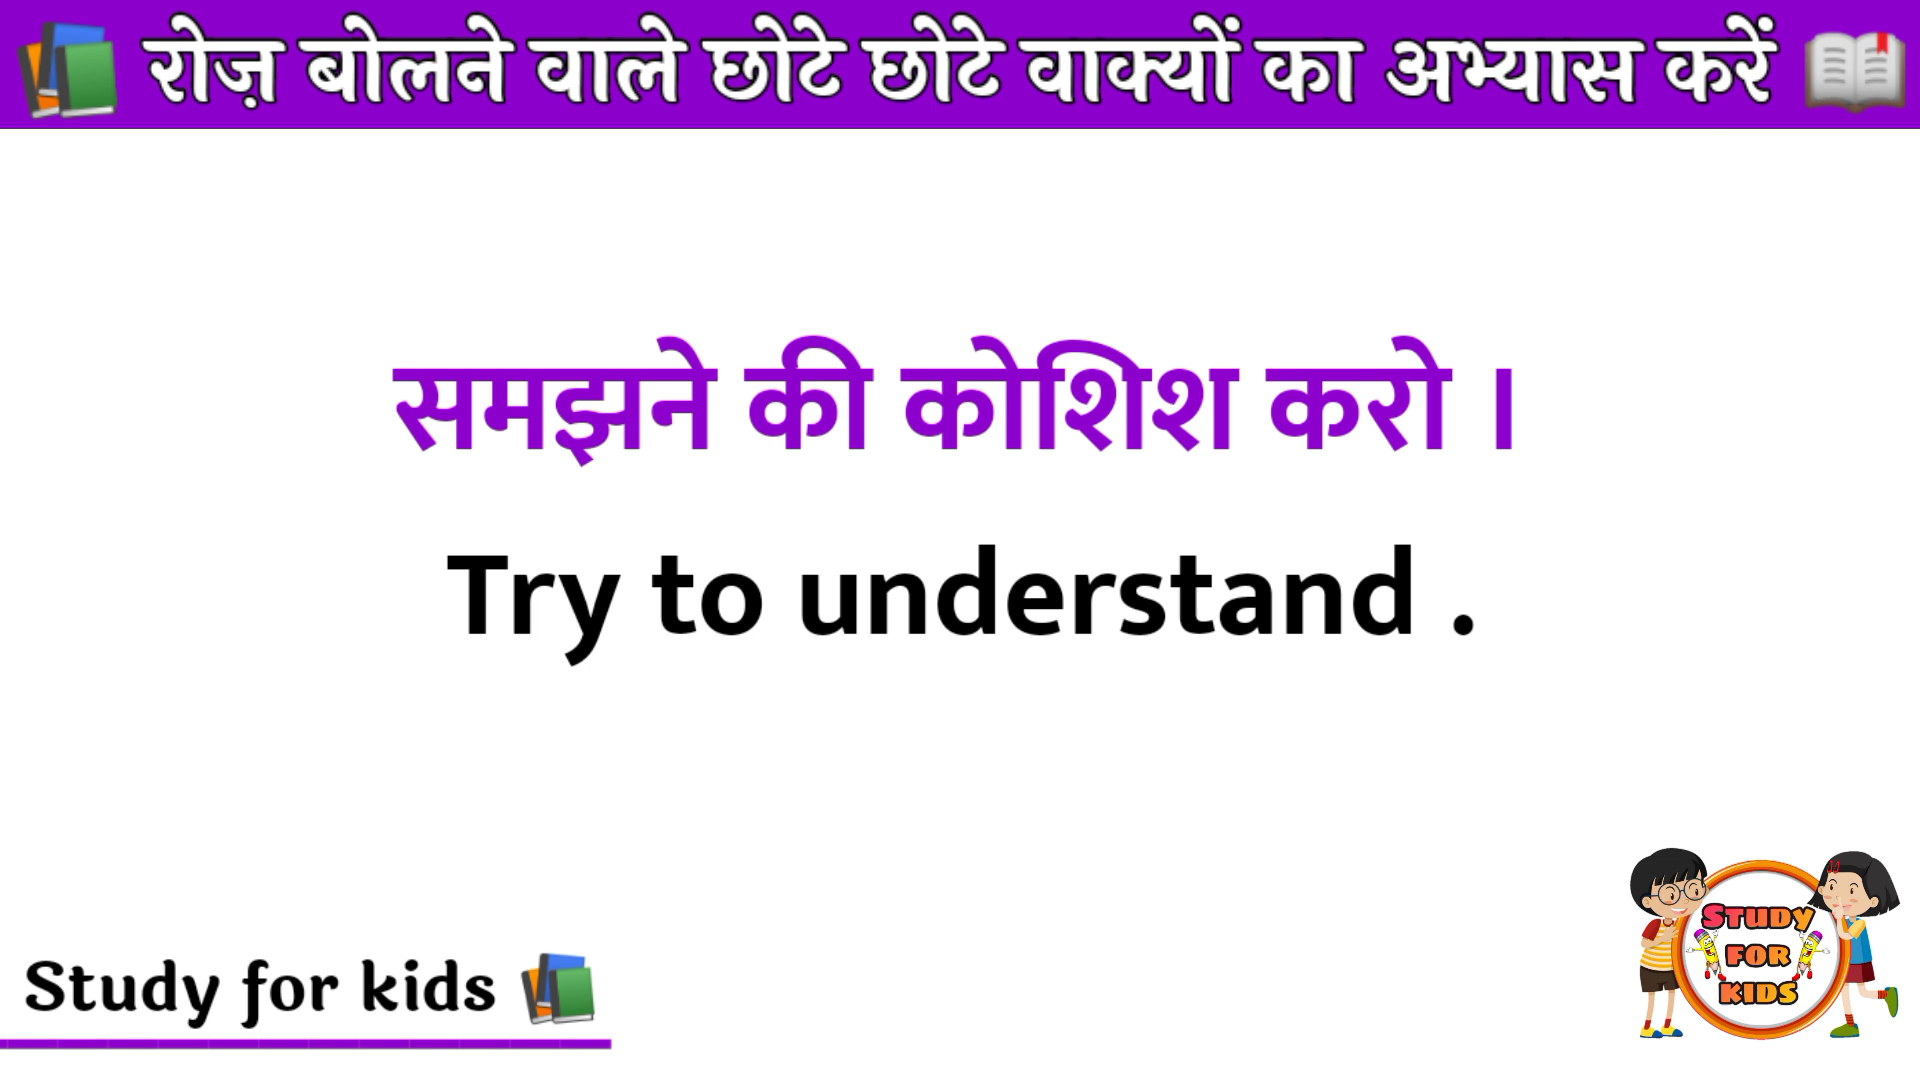 रोज़ बोलने वाले छोटे छोटे वाक्यों का अभ्यास करें
समझने की कोशिश करो ।
Try to understand .
Study for kids
STUDY
FOR
KIDS